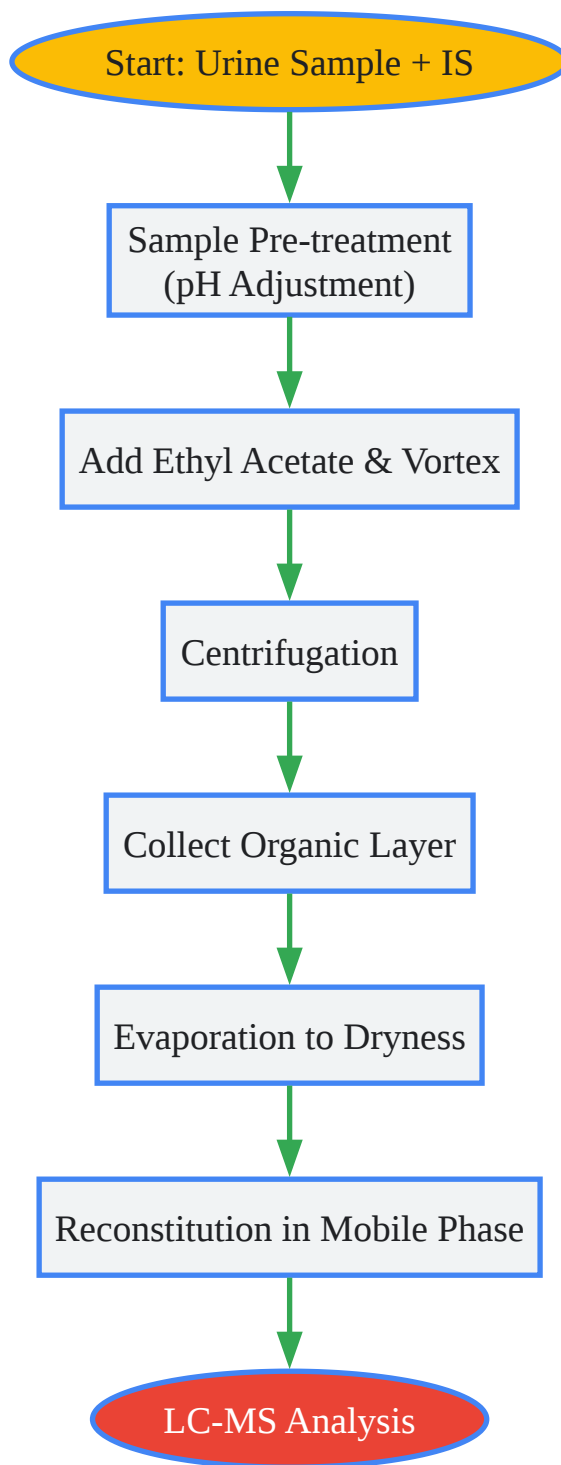 Start: Urine Sample + IS
Sample Pre-treatment
(pH Adjustment)
Add Ethyl Acetate & Vortex
Centrifugation
Collect Organic Layer
Evaporation to Dryness
Reconstitution in Mobile Phase
LC-MS Analysis